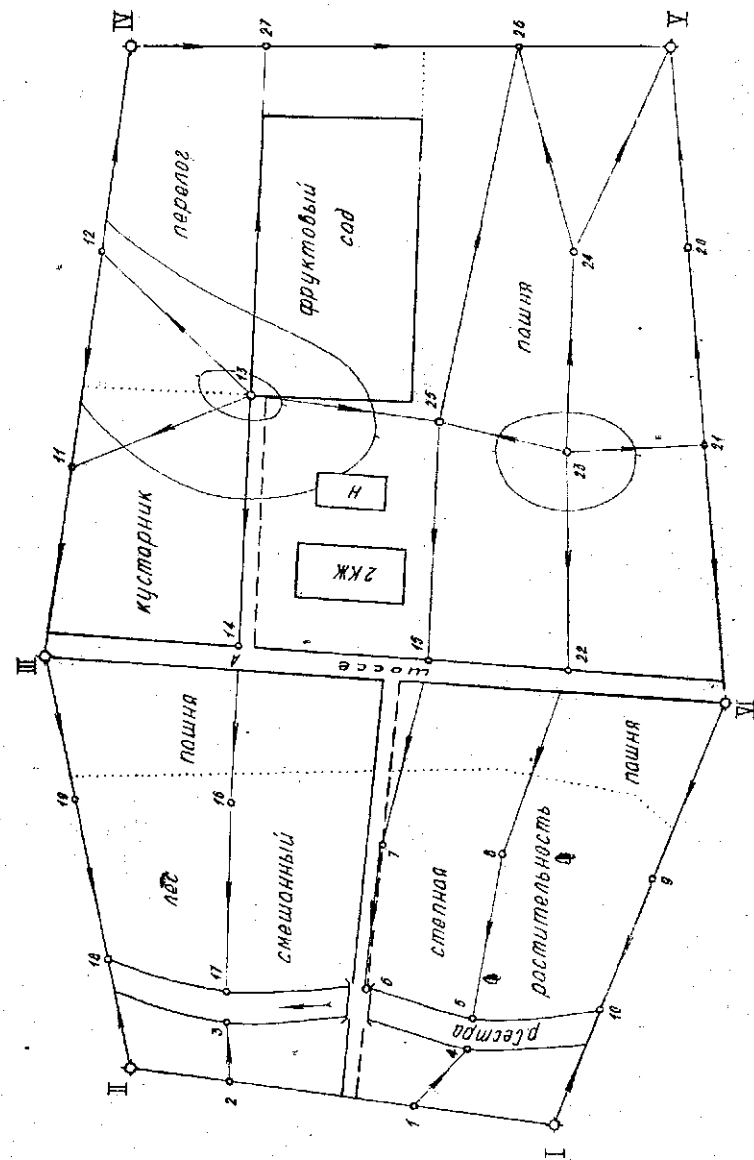 IV
27
26
V
12
перелог
фруктовый
сад
пашня
24
20
13
11
25
23
21
кустарник
Н
2КЖ
14
А
15
22
шоссе
III
VI
пашня
пашня
19
16
7
8
9
лес
смешанный
степная
растительность
18
17
6
5
10
3
4
р.Сестра
II
2
1
I